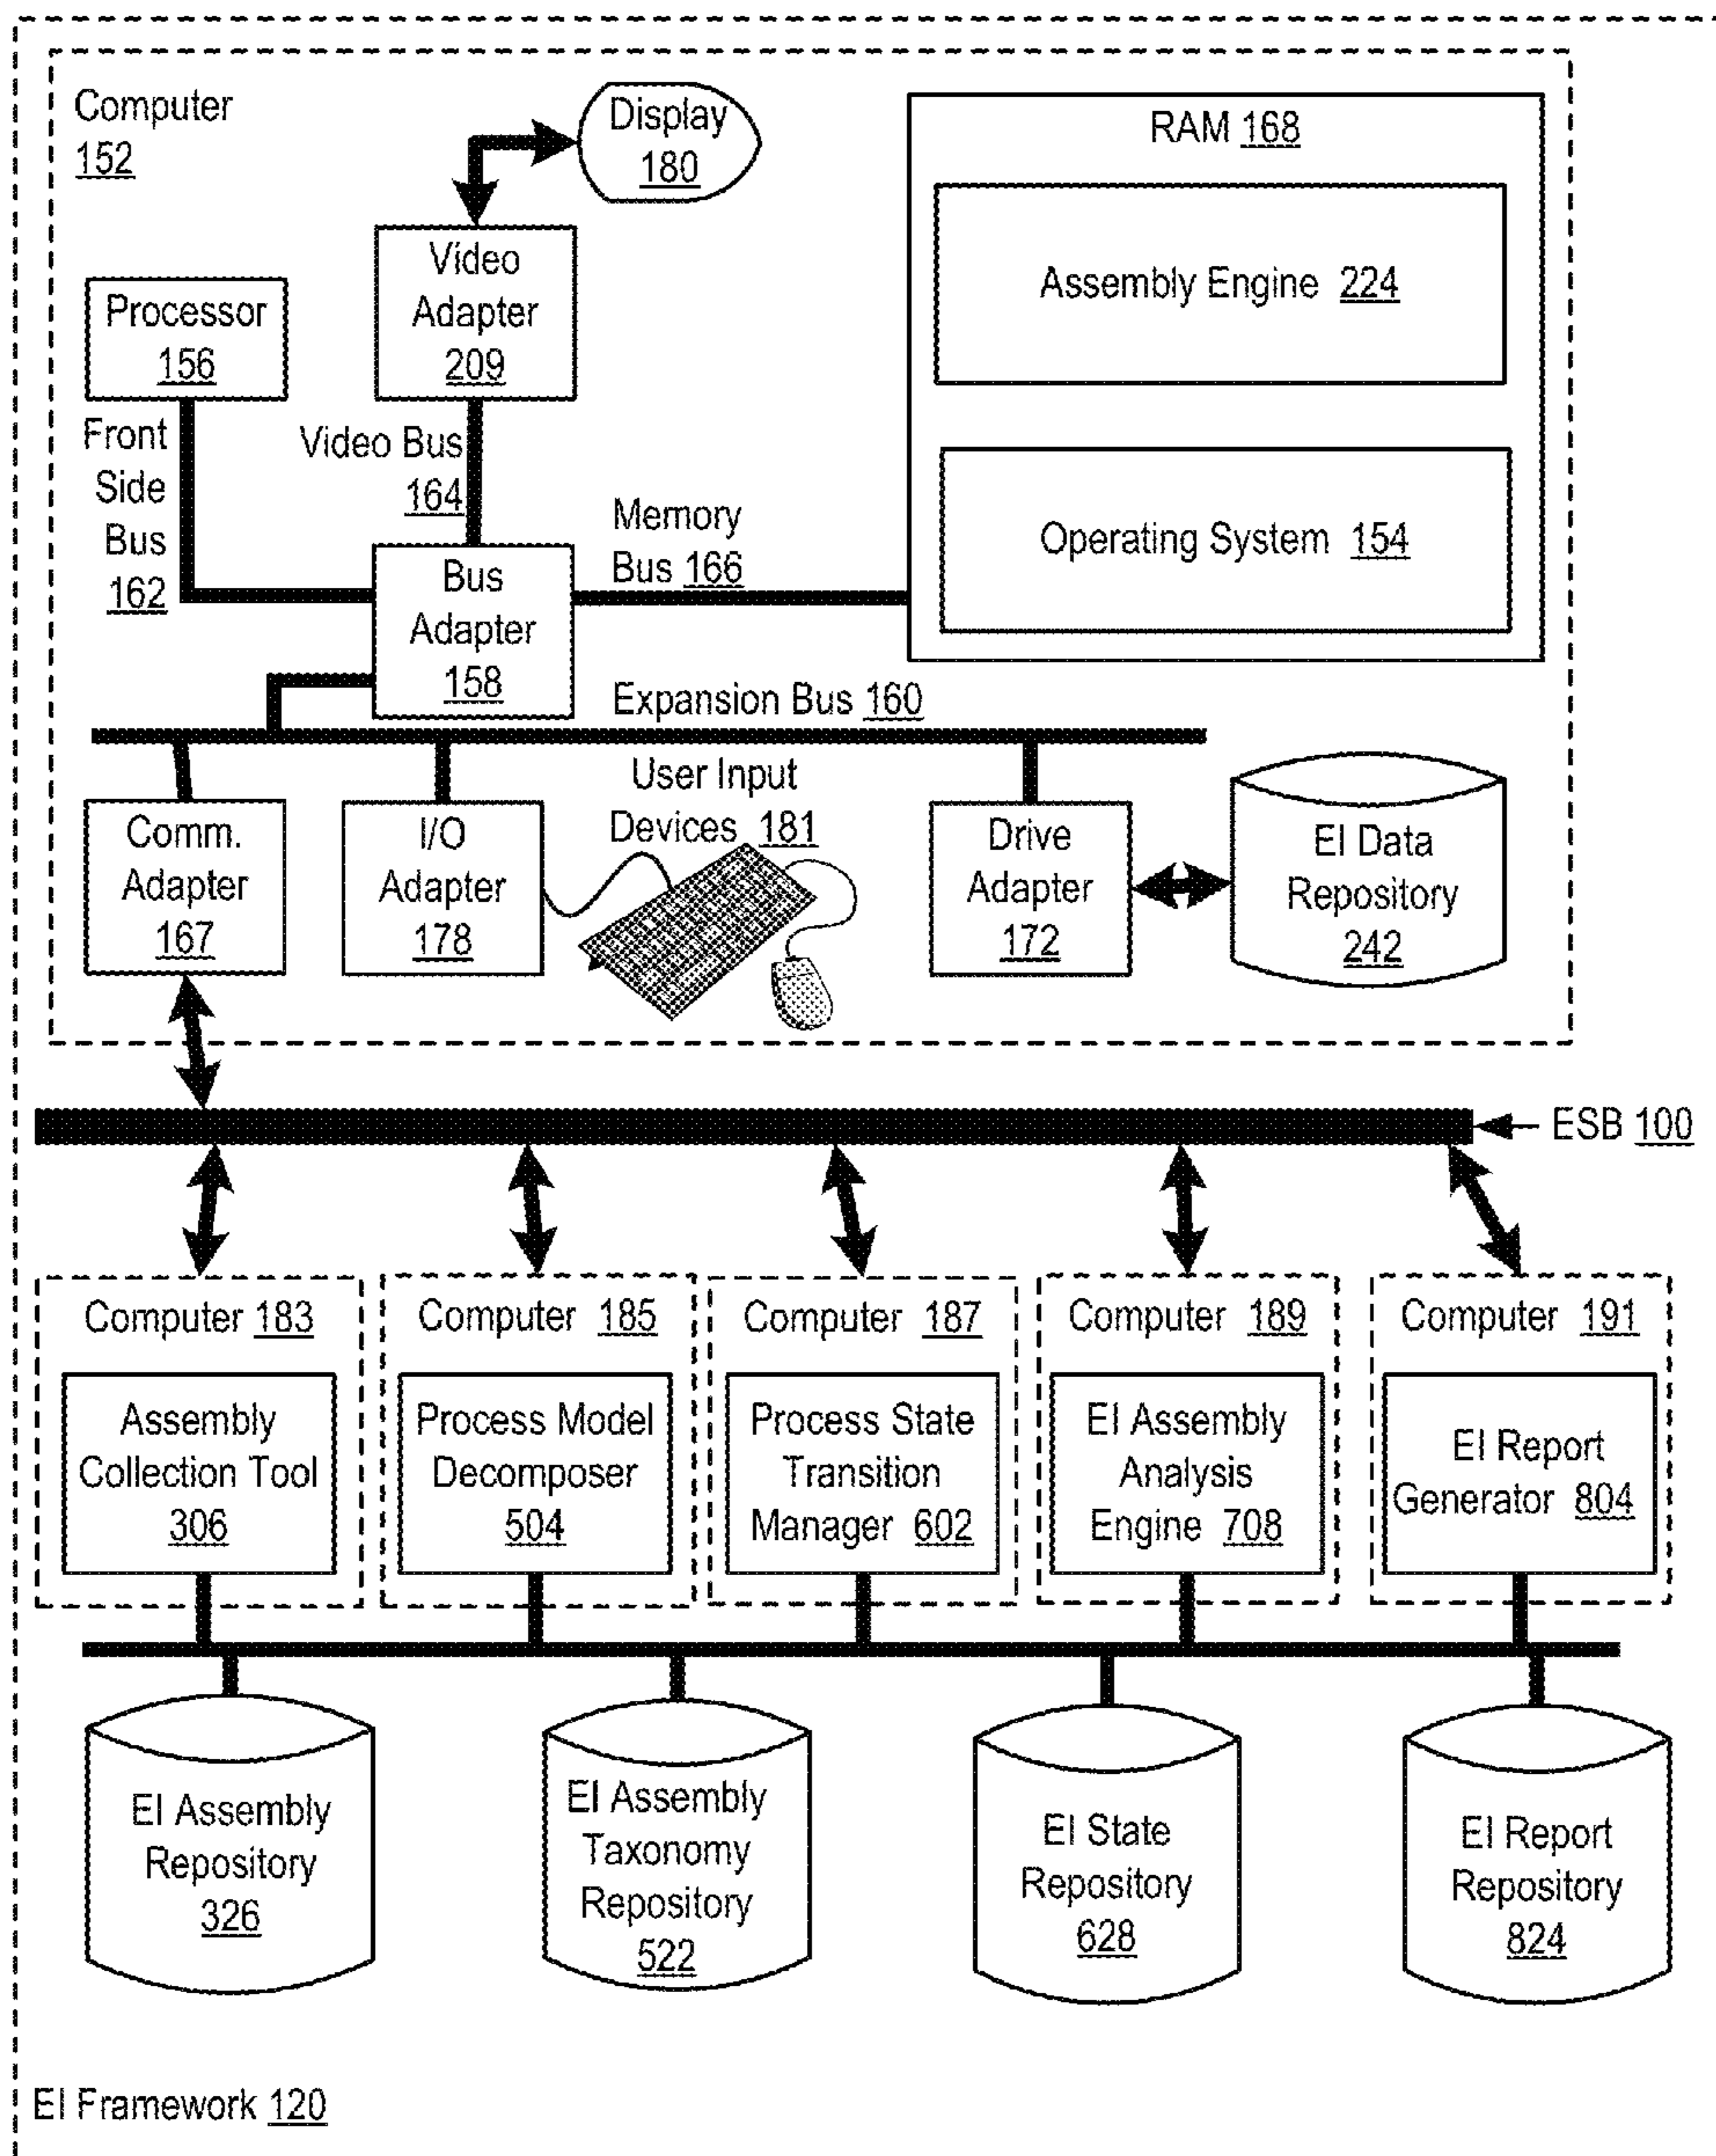 Computer
152
Display
180
RAM 168
Assembly Engine 224
Operating System 154
Video
Adapter
209
Processor
156
Front
Side
Bus
162
Video Bus
164
Memory
Bus 166
Bus
Adapter
158
Expansion Bus 160
Comm.
Adapter
167
I/O
Adapter
178
User Input
Devices 181
Drive
Adapter
172
EI Data
Repository
242
ESB 100
Computer 183
Assembly
Collection Tool
306
Computer 185
Process Model
Decomposer
504
Computer 187
Process State
Transition
Manager 602
Computer 189
EI Assembly
Analysis
Engine 708
Computer 191
EI Report
Generator 804
EI Assembly
Repository
326
EI Assembly
Taxonomy
Repository
522
EI State
Repository
628
EI Report
Repository
824
EI Framework 120